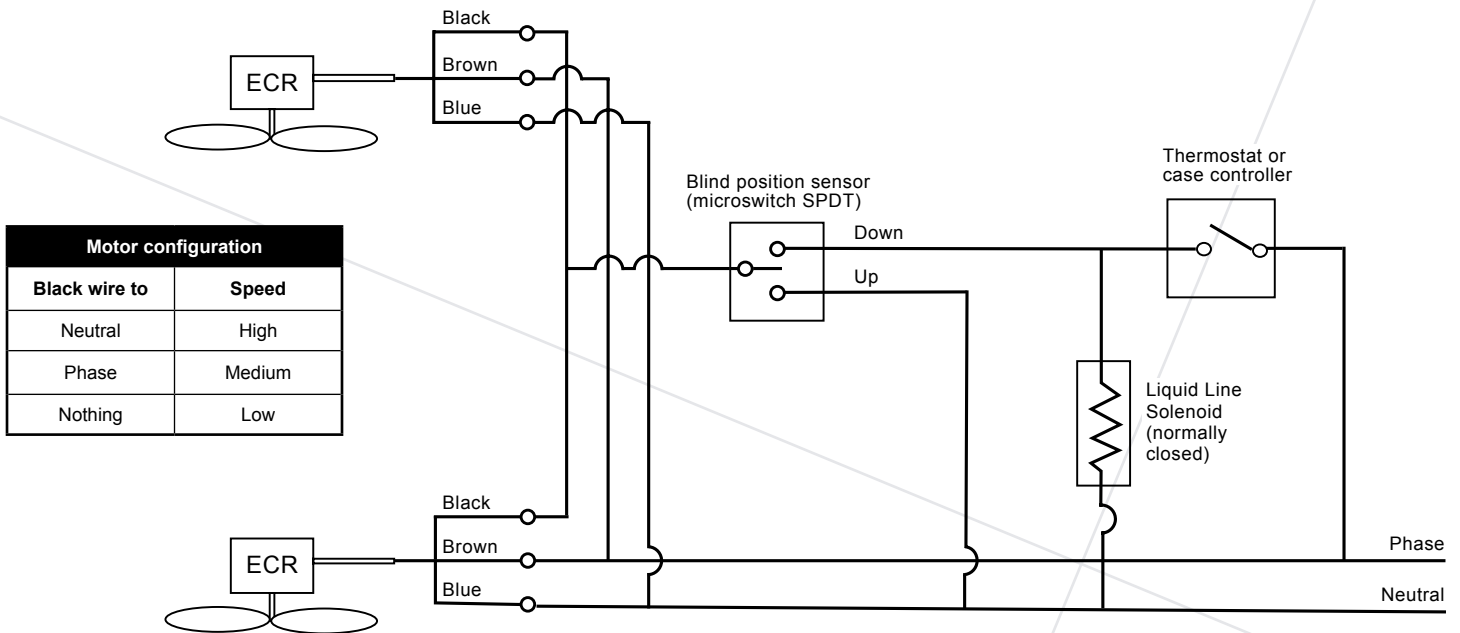 Black
Brown
ECR
Blue
Thermostat or
case controller
Blind position sensor
(microswitch SPDT)
Down
Up
Motor configuration
Black wire to Speed
Neutral High
Phase Medium
Nothing Low
Liquid Line
Solenoid
(normally
closed)
Black
Brown
ECR
Blue
Phase
Neutral